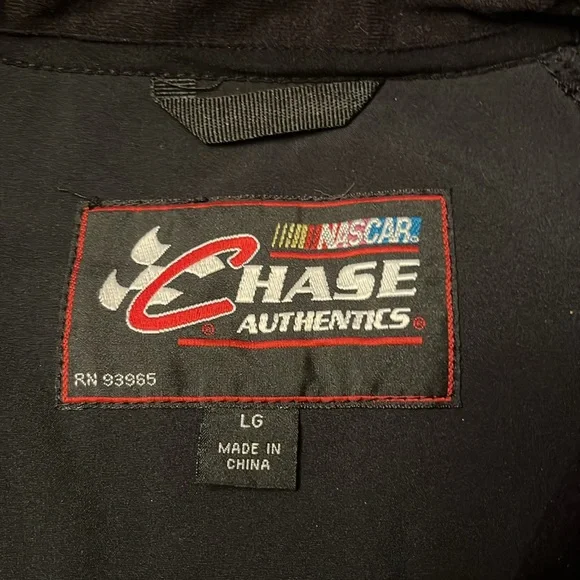 NASCAR
CHASE
AUTHENTICS
RN 93965
LG
MADE IN
CHINA